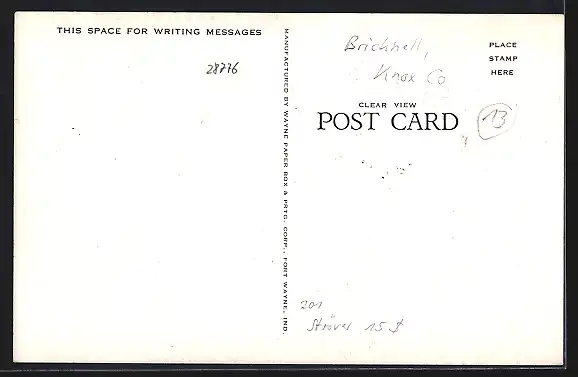 THIS SPACE FOR WRITING MESSAGES
28776
MANUFACTURED BY WAYNE PAPER BOX & PRTG. CORP., FORT WAYNE, IND.
Bricknell,
Knox Co
PLACE
STAMP
HERE
CLEAR VIEW
POST CARD
13
201
Ströver 15 $